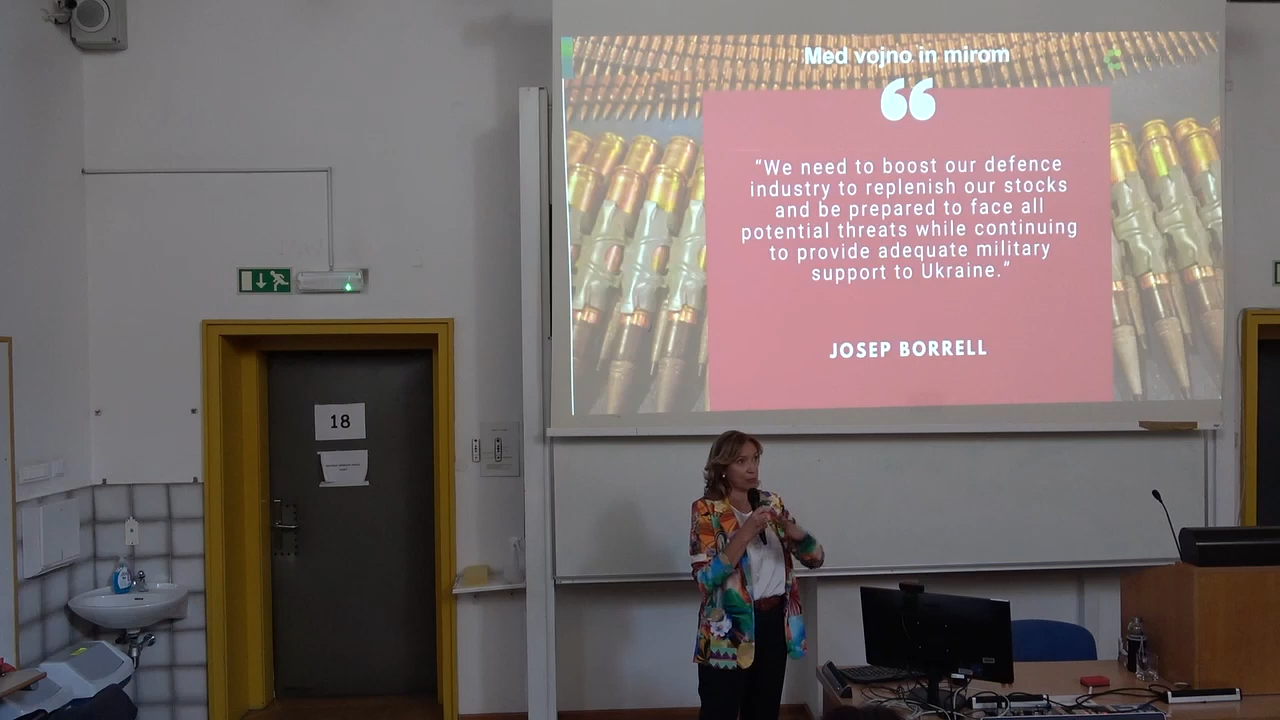 Med vojno in mirom
“We need to boost our defence
industry to replenish our stocks
and be prepared to face all
potential threats while continuing
to provide adequate military
support to Ukraine.”
JOSEP BORRELL
18